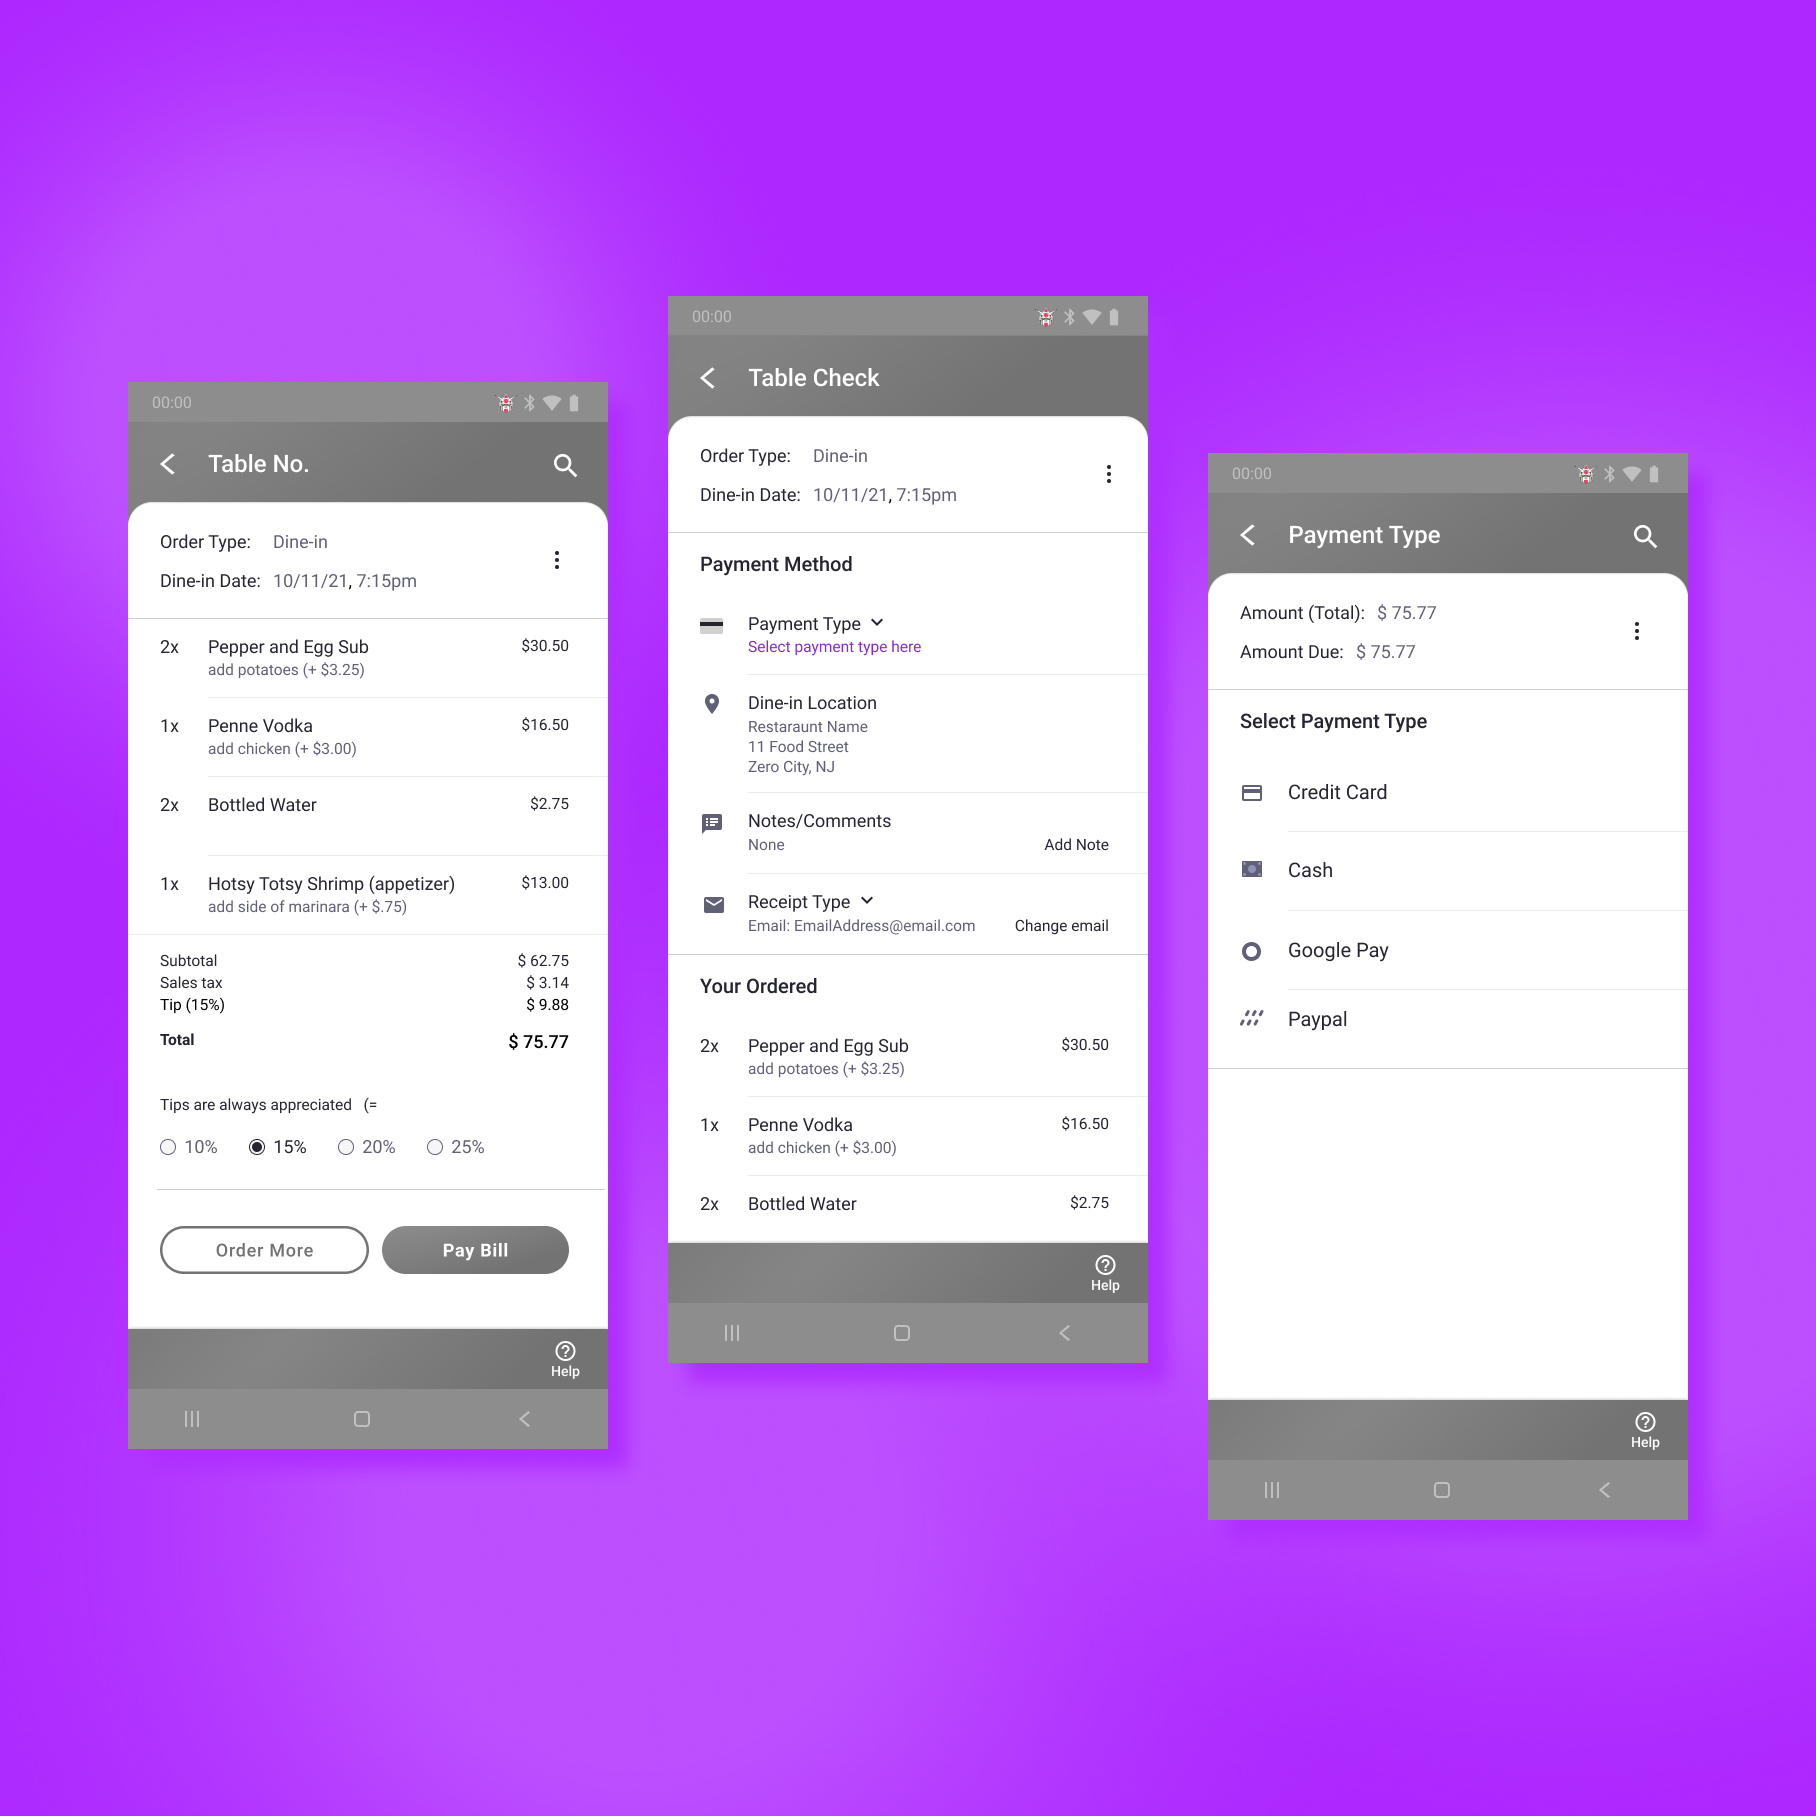 00:00
Table No.
Order Type: Dine-in
Dine-in Date: 10/11/21, 7:15pm
2x Pepper and Egg Sub $30.50
add potatoes (+ $3.25)
1x Penne Vodka $16.50
add chicken (+ $3.00)
2x Bottled Water $2.75
1x Hotsy Totsy Shrimp (appetizer) $13.00
add side of marinara (+ $.75)
Subtotal $ 62.75
Sales tax $ 3.14
Tip (15%) $ 9.88
Total $ 75.77
Tips are always appreciated (=
10% 15% 20% 25%
Order More Pay Bill
Help
00:00
Table Check
Order Type: Dine-in
Dine-in Date: 10/11/21, 7:15pm
Payment Method
Payment Type
Select payment type here
Dine-in Location
Restaraunt Name
11 Food Street
Zero City, NJ
Notes/Comments
None Add Note
Receipt Type
Email: EmailAddress@email.com Change email
Your Ordered
2x Pepper and Egg Sub $30.50
add potatoes (+ $3.25)
1x Penne Vodka $16.50
add chicken (+ $3.00)
2x Bottled Water $2.75
Help
00:00
Payment Type
Amount (Total): $ 75.77
Amount Due: $ 75.77
Select Payment Type
Credit Card
Cash
Google Pay
Paypal
Help